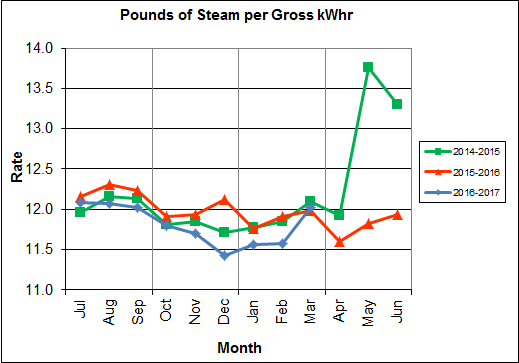 Pounds of Steam per Gross kWhr
14.0
13.5
13.0
12.5
12.0
11.5
11.0
Rate
Jul
Aug
Sep
Oct
Nov
Dec
Jan
Feb
Mar
Apr
May
Jun
Month
2014-2015
2015-2016
2016-2017